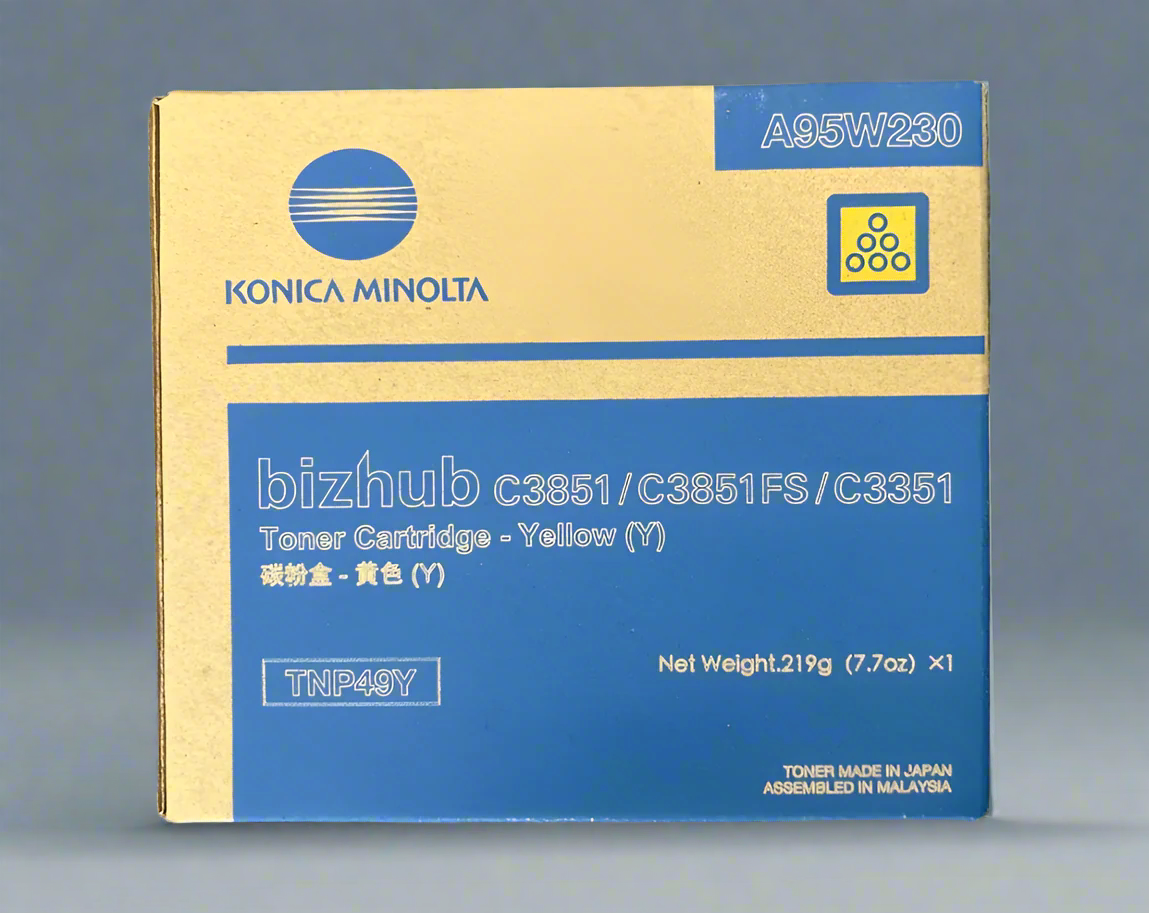 A95W230
KONICA MINOLTA
bizhub C3851/C3851FS/C3351
Toner Cartridge - Yellow (Y)
碳粉盒 - 黃色 (Y)
TNP49Y
Net Weight.219g (7.7oz) ×1
TONER MADE IN JAPAN
ASSEMBLED IN MALAYSIA